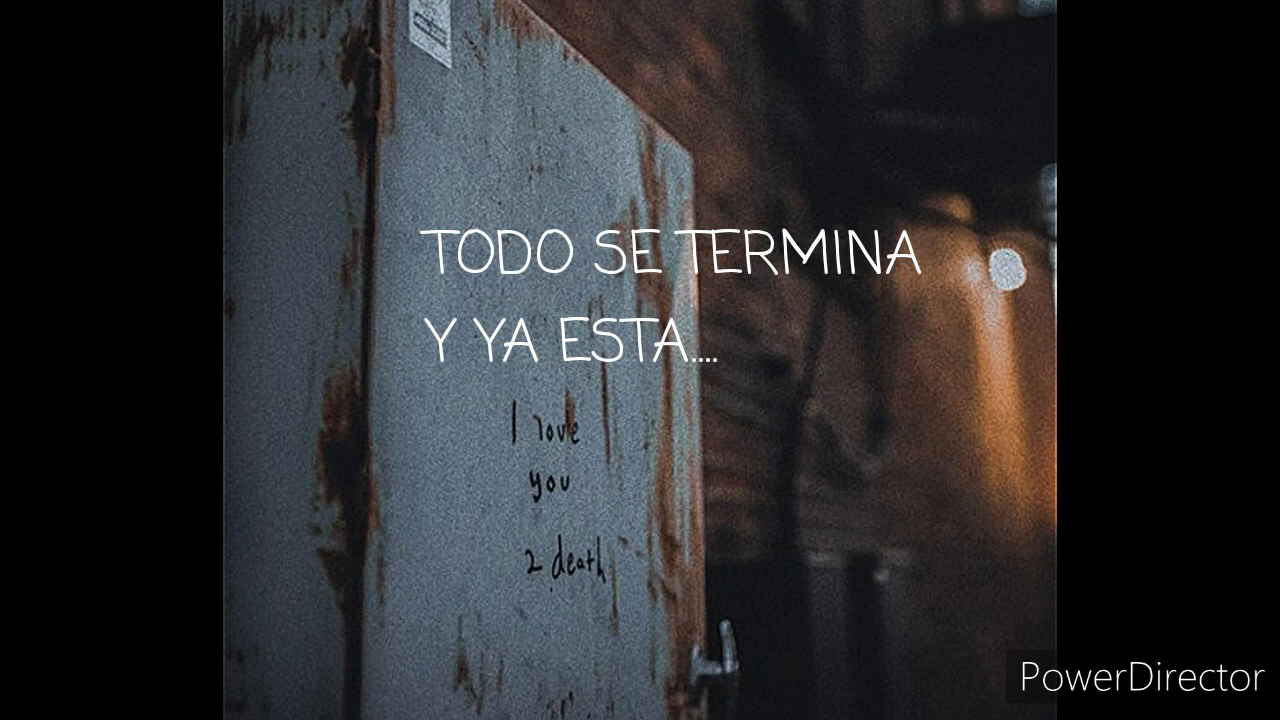 TODO SE TERMINA
Y YA ESTA....
I love
you
2 death
PowerDirector